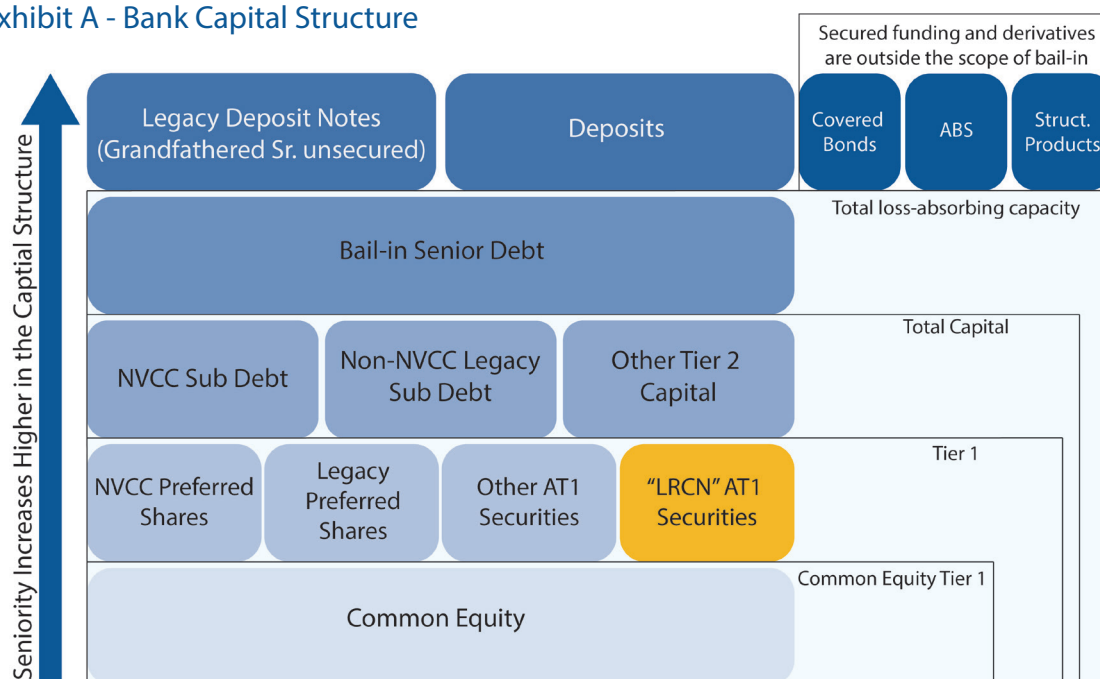 xhibit A - Bank Capital Structure
Secured funding and derivatives
are outside the scope of bail-in
Seniority Increases Higher in the Captial Structure
Legacy Deposit Notes
(Grandfathered Sr. unsecured)
Deposits
Covered
Bonds
ABS
Struct.
Products
Total loss-absorbing capacity
Bail-in Senior Debt
Total Capital
NVCC Sub Debt
Non-NVCC Legacy
Sub Debt
Other Tier 2
Capital
Tier 1
NVCC Preferred
Shares
Legacy
Preferred
Shares
Other AT1
Securities
“LRCN” AT1
Securities
Common Equity Tier 1
Common Equity